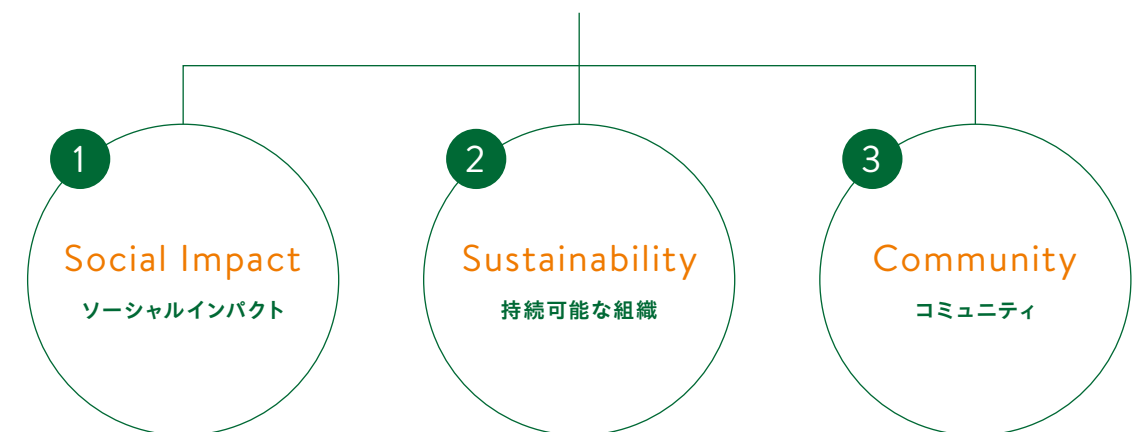 1
Social Impact
ソーシャルインパクト
2
Sustainability
持続可能な組織
3
Community
コミュニティ